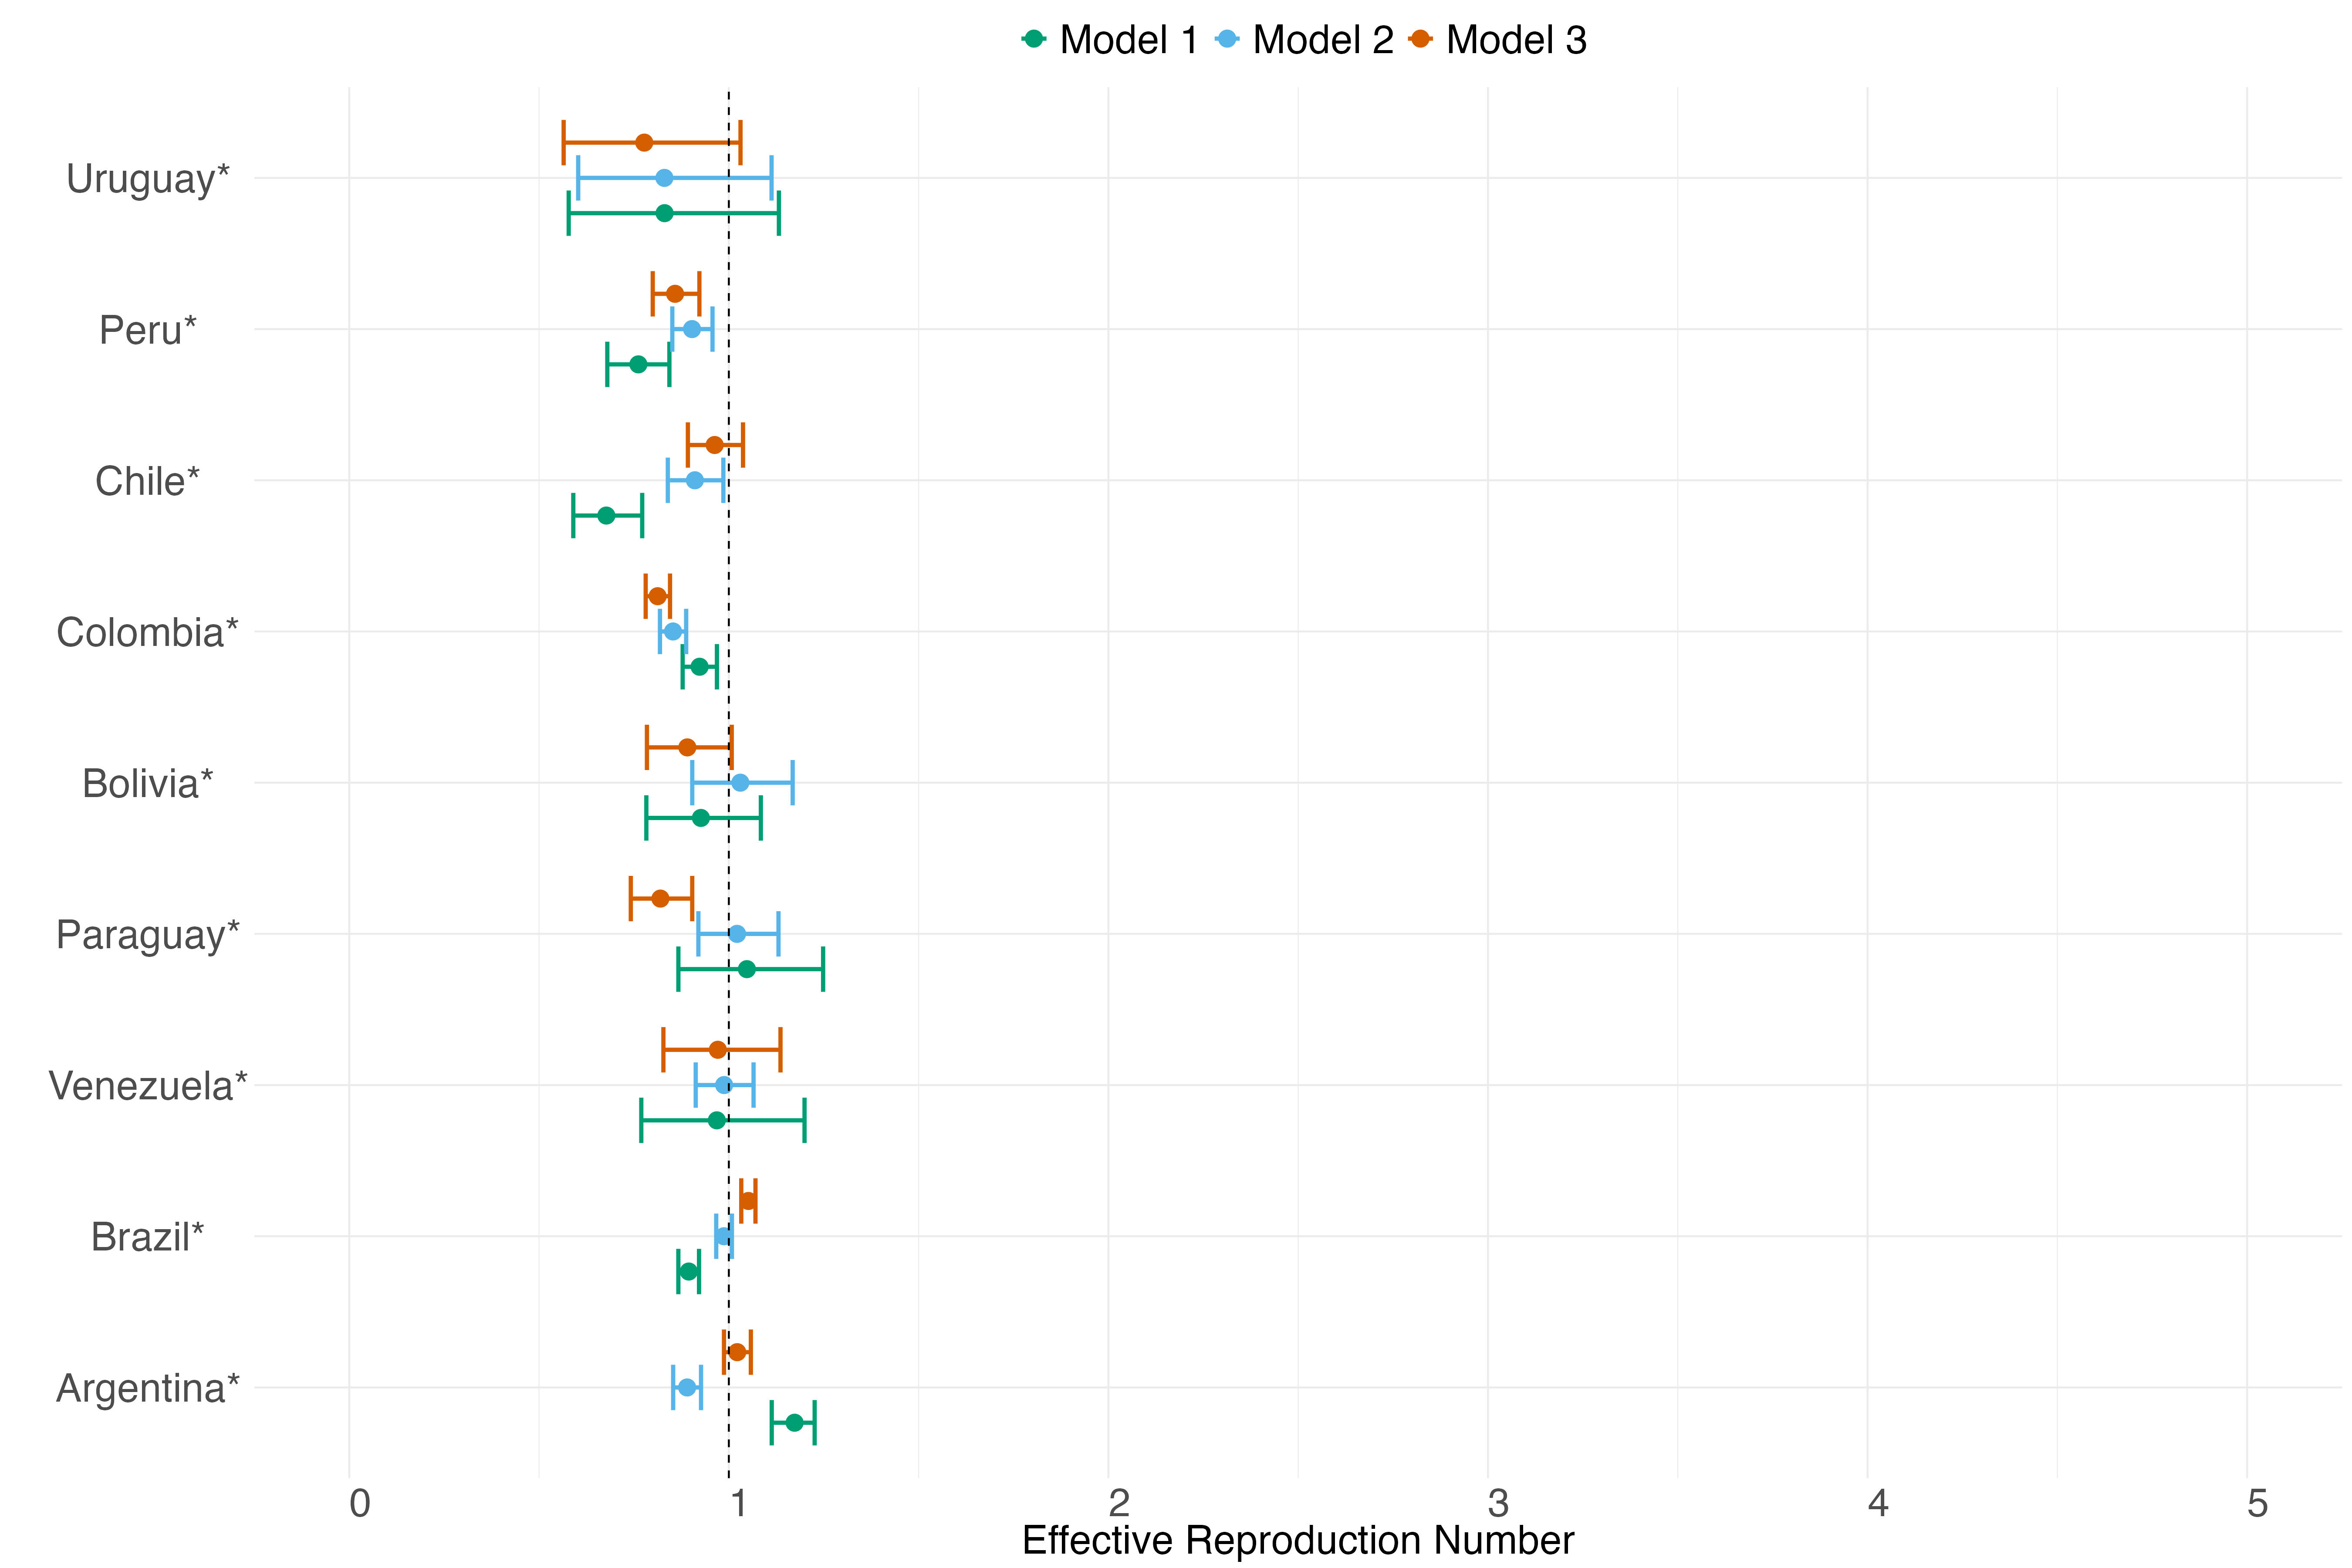 Model 1 Model 2 Model 3
Uruguay*
Peru*
Chile*
Colombia*
Bolivia*
Paraguay*
Venezuela*
Brazil*
Argentina*
0 1 2 3 4 5
Effective Reproduction Number